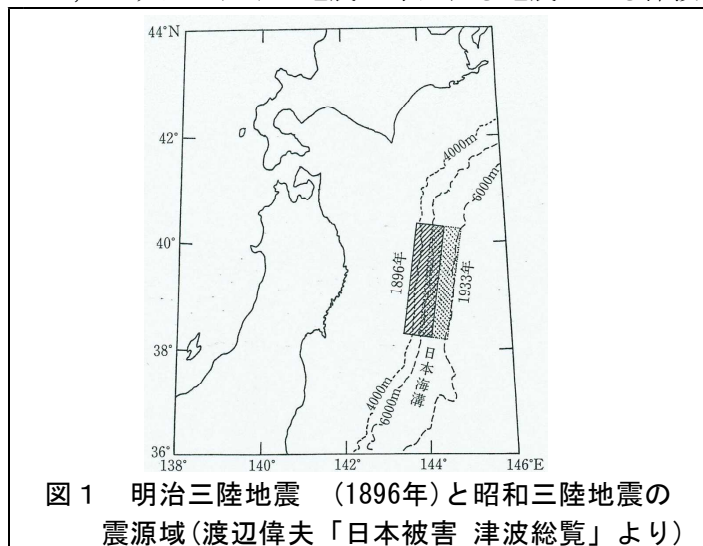 44°N
42°
40°
38°
36°
138°
140°
142°
144°
146°E
4000m
6000m
1896年
1933年
日本海溝
4000m
6000m
図1 明治三陸地震 (1896年)と昭和三陸地震の
震源域(渡辺偉夫「日本被害 津波総覧」より)